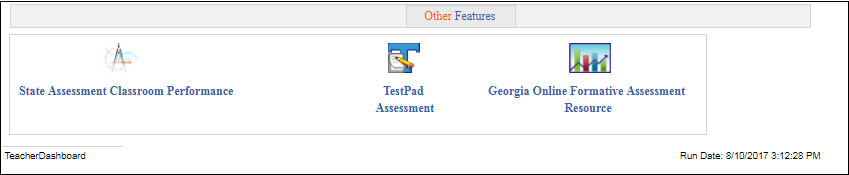 Other Features
State Assessment Classroom Performance
TestPad
Assessment
Georgia Online Formative Assessment
Resource
TeacherDashboard
Run Date: 8/10/2017 3:12:28 PM